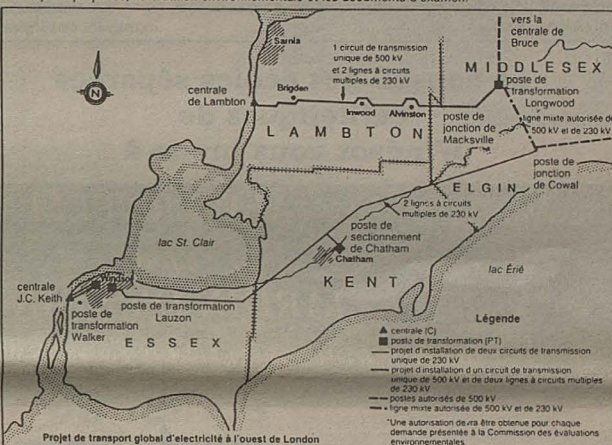 Sarnia
1 circuit de transmission
unique de 500 kV
et 2 lignes à circuits
multiples de 230 kV
vers la
centrale de
Bruce
MIDDLESEX
poste de
transformation
Longwood
N
centrale
de Lambton
Brigden
Inwood
Alvinston
LAMBTON
poste de
jonction de
Macksville
ligne mixte autorisée de
500 kV et de 230 kV
poste de
jonction
de Cowal
ELGIN
2 lignes à circuits
multiples de 230 kV
poste de
sectionnement
de Chatham
Chatham
lac St. Clair
KENT
lac Érié
centrale
J.C. Keith
Windsor
poste de
transformation
Walker
poste de transformation
Lauzon
ESSEX
Légende
centrale (C)
poste de transformation (PT)
projet d'installation de deux circuits de transmission
unique de 230 kV
projet d'installation d'un circuit de transmission
unique de 500 kV et de deux lignes à circuits multiples
de 230 kV
postes autorisés de 500 kV
ligne mixte autorisée de 500 kV et de 230 kV
*Une autorisation devra être obtenue pour chaque
demande présentée à la Commission des évaluations
environnementales
Projet de transport global d'électricité à l'ouest de London